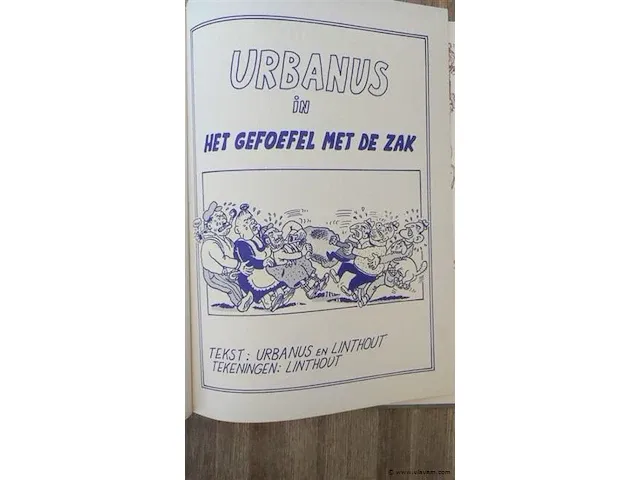 URBANUS
iN
HET GEFOEFEL MET DE ZAK
TEKST: URBANUS EN LINTHOUT
TEKENINGEN: LINTHOUT